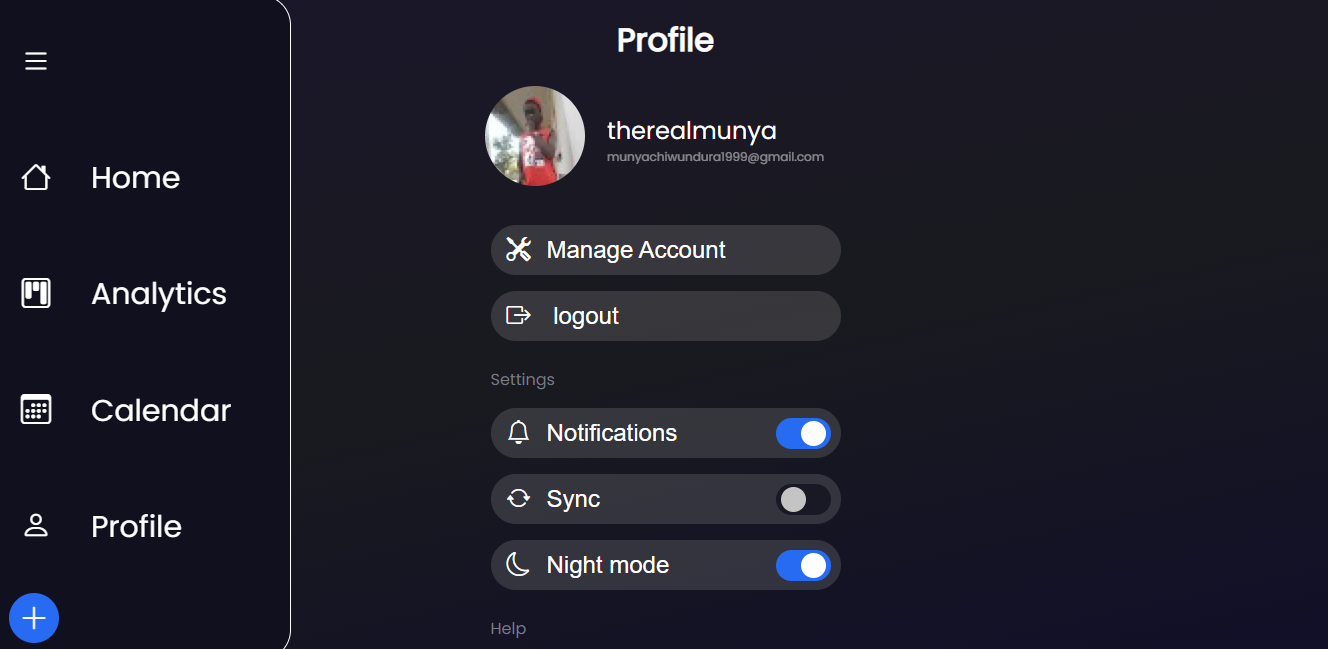 Home
Analytics
Calendar
Profile
Profile
therealmunya
munyachiwundura1999@gmail.com
Manage Account
logout
Settings
Notifications
Sync
Night mode
Help